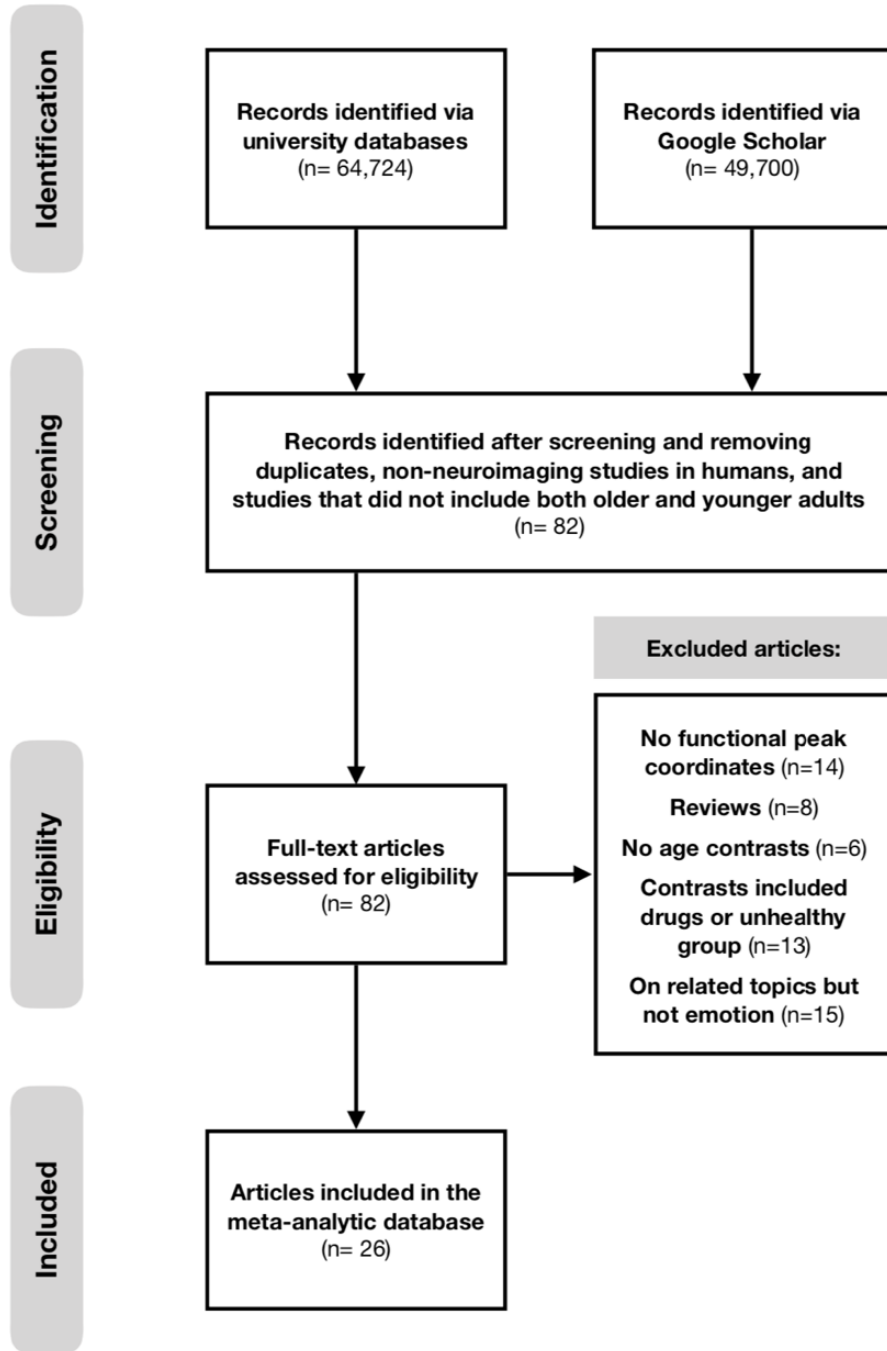 Identification
Records identified via
university databases
(n= 64,724)
Records identified via
Google Scholar
(n= 49,700)
Screening
Records identified after screening and removing
duplicates, non-neuroimaging studies in humans, and
studies that did not include both older and younger adults
(n= 82)
Eligibility
Full-text articles
assessed for eligibility
(n= 82)
Excluded articles:
No functional peak
coordinates (n=14)
Reviews (n=8)
No age contrasts (n=6)
Contrasts included
drugs or unhealthy
group (n=13)
On related topics but
not emotion (n=15)
Included
Articles included in the
meta-analytic database
(n= 26)